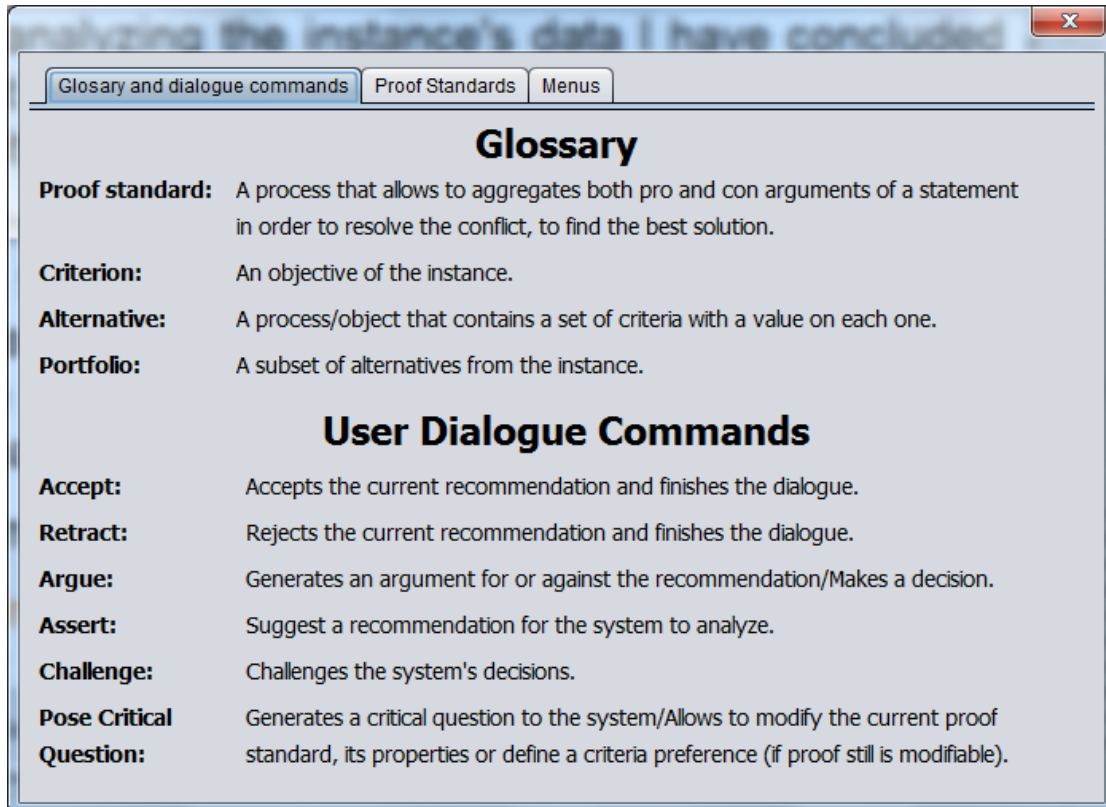 analyzing the instance's data I have concluded
x
Glosary and dialogue commands Proof Standards Menus
Glossary
Proof standard: A process that allows to aggregates both pro and con arguments of a statement
in order to resolve the conflict, to find the best solution.
Criterion: An objective of the instance.
Alternative: A process/object that contains a set of criteria with a value on each one.
Portfolio: A subset of alternatives from the instance.
User Dialogue Commands
Accept: Accepts the current recommendation and finishes the dialogue.
Retract: Rejects the current recommendation and finishes the dialogue.
Argue: Generates an argument for or against the recommendation/Makes a decision.
Assert: Suggest a recommendation for the system to analyze.
Challenge: Challenges the system's decisions.
Pose Critical Generates a critical question to the system/Allows to modify the current proof
Question: standard, its properties or define a criteria preference (if proof still is modifiable).